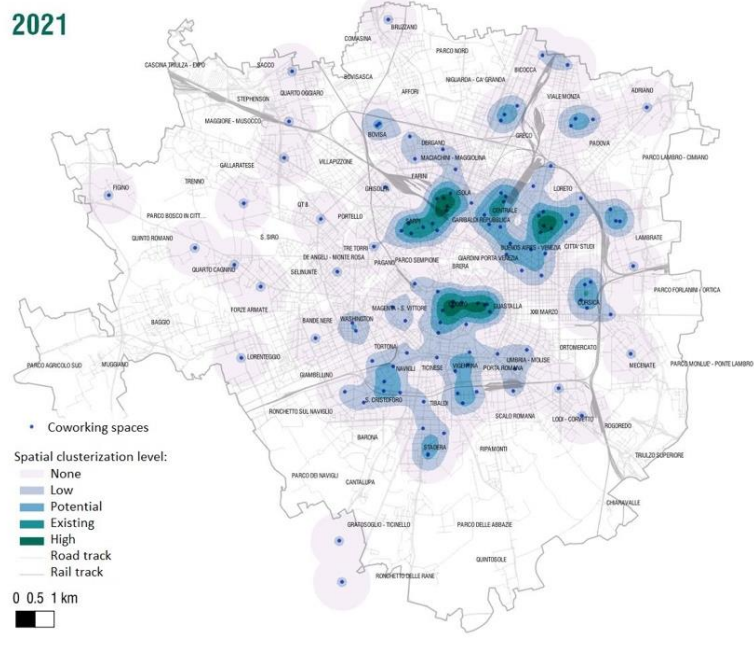 2021
BRUZZANO
COMASINA
PARCO NORD
CASCINA TRIULZA - EXPO
SACCO
BOVISASCA
BICOCCA
NIGUARDA - CA' GRANDA
QUARTO OGGIARO
AFFORI
ADRIANO
STEPHENSON
VIALE MONZA
MAGGIORE - MUSOCCO
GRECO
BOVISA
DERGANO
PADOVA
MACIACHINI - MAGGIOLINA
PARCO LAMBRO - CIMIANO
VILLAPIZZONE
GALLARATESE
FARINI
TRENNO
FIGINO
LORETO
ISOLA
QT 8
CENTRALE
PARCO BOSCO IN CITT...
PORTELLO
SARPI
GARIBALDI REPUBBLICA
QUINTO ROMANO
S. SIRO
LAMBRATE
TRE TORRI
BUENOS AIRES - VENEZIA
CITTA' STUDI
DE ANGELI - MONTE ROSA
PAGANO
PARCO SEMPIONE
GIARDINI PORTA VENEZIA
BRERA
QUARTO CAGNINO
SELINUNTE
PARCO FORLANINI - ORTICA
FORZE ARMATE
MAGENTA - S. VITTORE
GUASTALLA
XXII MARZO
CORSICA
BAGGIO
BANDE NERE
WASHINGTON
ORTOMERCATO
TORTONA
MECENATE
LORENTEGGIO
UMBRIA - MOLISE
PARCO MONLUE' - PONTE LAMBRO
PARCO AGRICOLO SUD
MUGGIANO
GIAMBELLINO
NAVIGLI
TICINESE
VIGENTINA
PORTA ROMANA
S. CRISTOFORO
TIBALDI
RONCHETTO SUL NAVIGLIO
SCALO ROMANA
LODI - CORVETTO
ROGOREDO
Coworking spaces
BARONA
STADERA
RIPAMONTI
TRIULZO SUPERIORE
Spatial clusterization level:
None
PARCO DEI NAVIGLI
CANTALUPA
Low
CHIARAVALLE
Potential
Existing
GRATOSOGLIO - TICINELLO
PARCO DELLE ABBAZIE
High
Road track
QUINTOSOLE
Rail track
RONCHETTO DELLE RANE
0 0.5 1 km